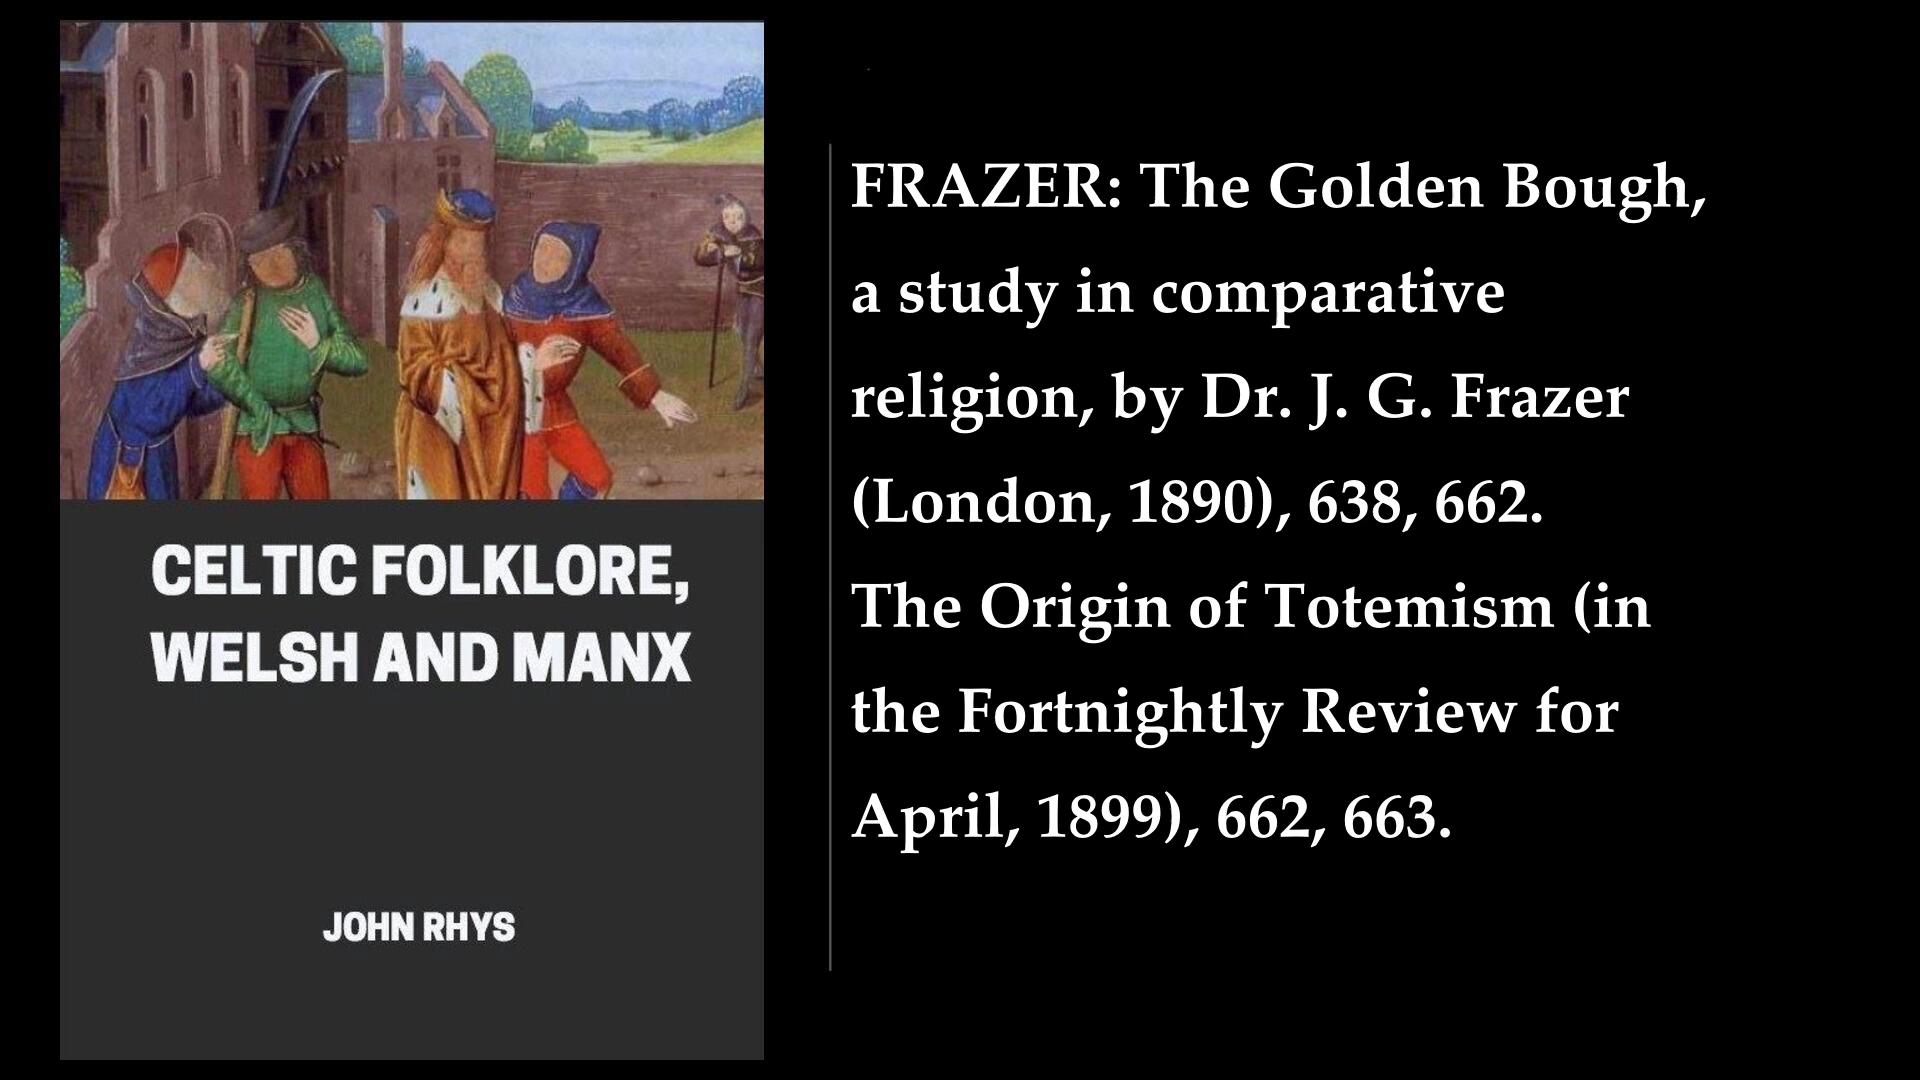 CELTIC FOLKLORE,
WELSH AND MANX
JOHN RHYS
FRAZER: The Golden Bough,
a study in comparative
religion, by Dr. J. G. Frazer
(London, 1890), 638, 662.
The Origin of Totemism (in
the Fortnightly Review for
April, 1899), 662, 663.